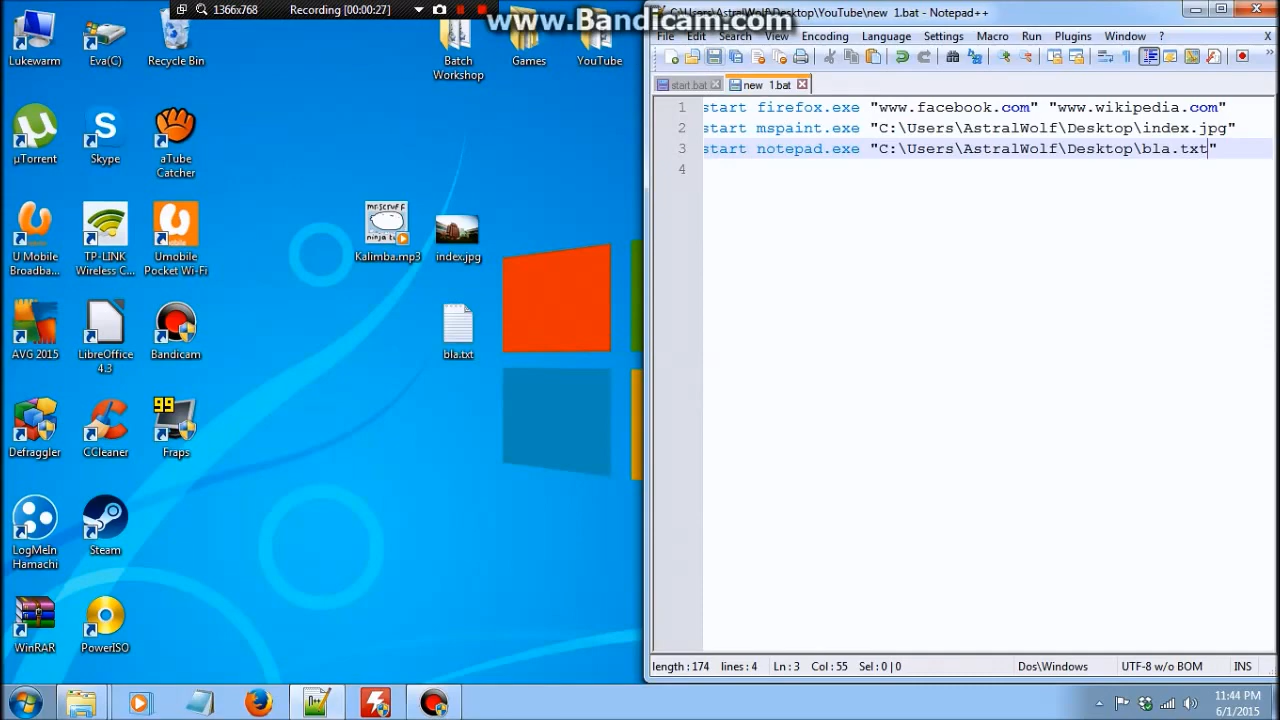 1366x768
Recording [00:00:27]
www.Bandicam.com
C:\Users\AstralWolf\Desktop\YouTube\new 1.bat - Notepad++
File Edit Search View Encoding Language Settings Macro Run Plugins Window ? X
start.bat
new 1.bat
1 start firefox.exe "www.facebook.com" "www.wikipedia.com"
2 start mspaint.exe "C:\Users\AstralWolf\Desktop\index.jpg"
3 start notepad.exe "C:\Users\AstralWolf\Desktop\bla.txt"
4
Lukewarm
Eva(C)
Recycle Bin
Batch
Workshop
Games
YouTube
µTorrent
Skype
aTube
Catcher
U Mobile
Broadba...
TP-LINK
Wireless C...
Umobile
Pocket Wi-Fi
mr.scruff
ninja tu
Kalimba.mp3
index.jpg
AVG 2015
LibreOffice
4.3
Bandicam
bla.txt
99
Defraggler
CCleaner
Fraps
LogMeIn
Hamachi
Steam
WinRAR
PowerISO
length : 174 lines : 4 Ln : 3 Col : 55 Sel : 0 | 0 Dos\Windows UTF-8 w/o BOM INS
11:44 PM
6/1/2015